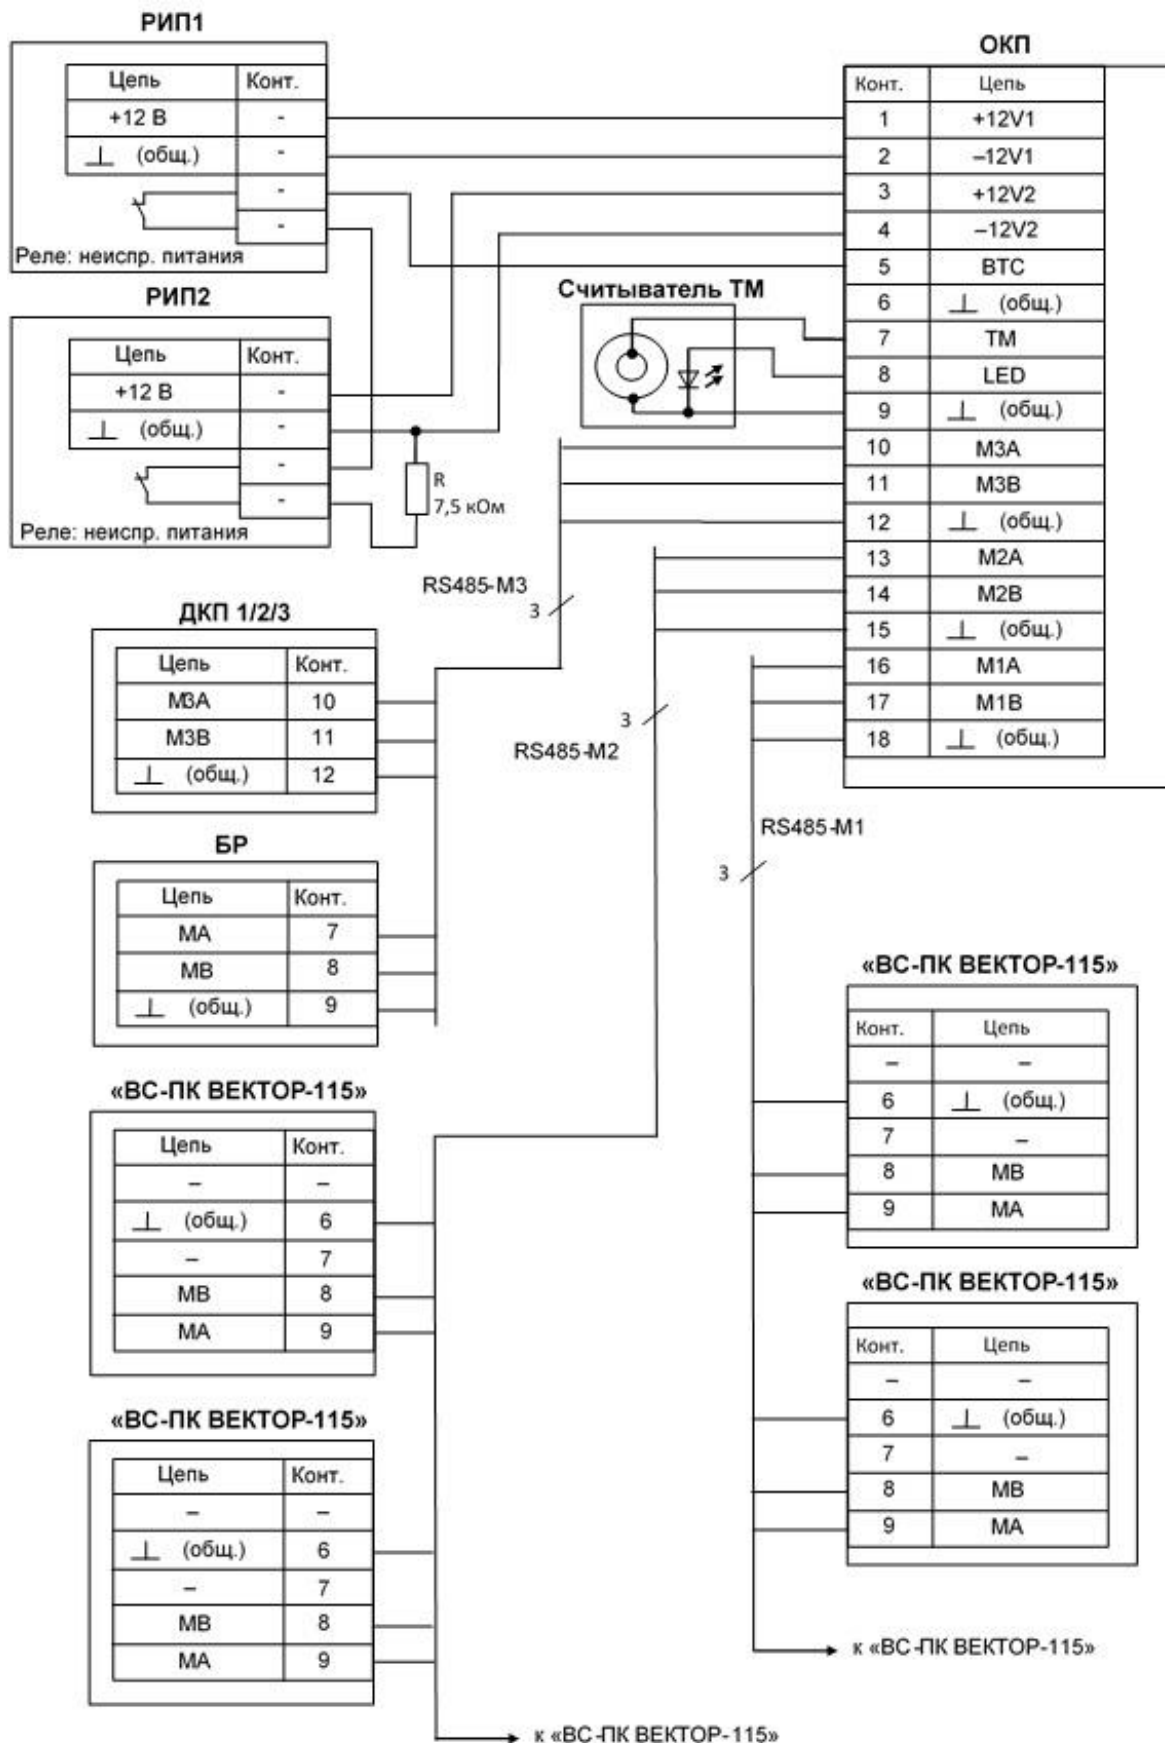 РИП1
Цепь Конт.
+12 В -
⊥ (общ.) -
-
-
Реле: неиспр. питания
РИП2
Цепь Конт.
+12 В -
⊥ (общ.) -
-
-
Реле: неиспр. питания
R
7,5 кОм
Считыватель ТМ
ОКП
Конт. Цепь
1 +12V1
2 –12V1
3 +12V2
4 –12V2
5 ВТС
6 ⊥ (общ.)
7 ТМ
8 LED
9 ⊥ (общ.)
10 М3А
11 М3В
12 ⊥ (общ.)
13 М2А
14 М2В
15 ⊥ (общ.)
16 М1А
17 М1В
18 ⊥ (общ.)
RS485-М3
3
3
RS485-М2
RS485-М1
3
ДКП 1/2/3
Цепь Конт.
М3А 10
М3В 11
⊥ (общ.) 12
БР
Цепь Конт.
МА 7
МВ 8
⊥ (общ.) 9
«ВС-ПК ВЕКТОР-115»
Цепь Конт.
– –
⊥ (общ.) 6
– 7
МВ 8
МА 9
«ВС-ПК ВЕКТОР-115»
Цепь Конт.
– –
⊥ (общ.) 6
– 7
МВ 8
МА 9
к «ВС-ПК ВЕКТОР-115»
«ВС-ПК ВЕКТОР-115»
Конт. Цепь
– –
6 ⊥ (общ.)
7 –
8 МВ
9 МА
«ВС-ПК ВЕКТОР-115»
Конт. Цепь
– –
6 ⊥ (общ.)
7 –
8 МВ
9 МА
к «ВС-ПК ВЕКТОР-115»